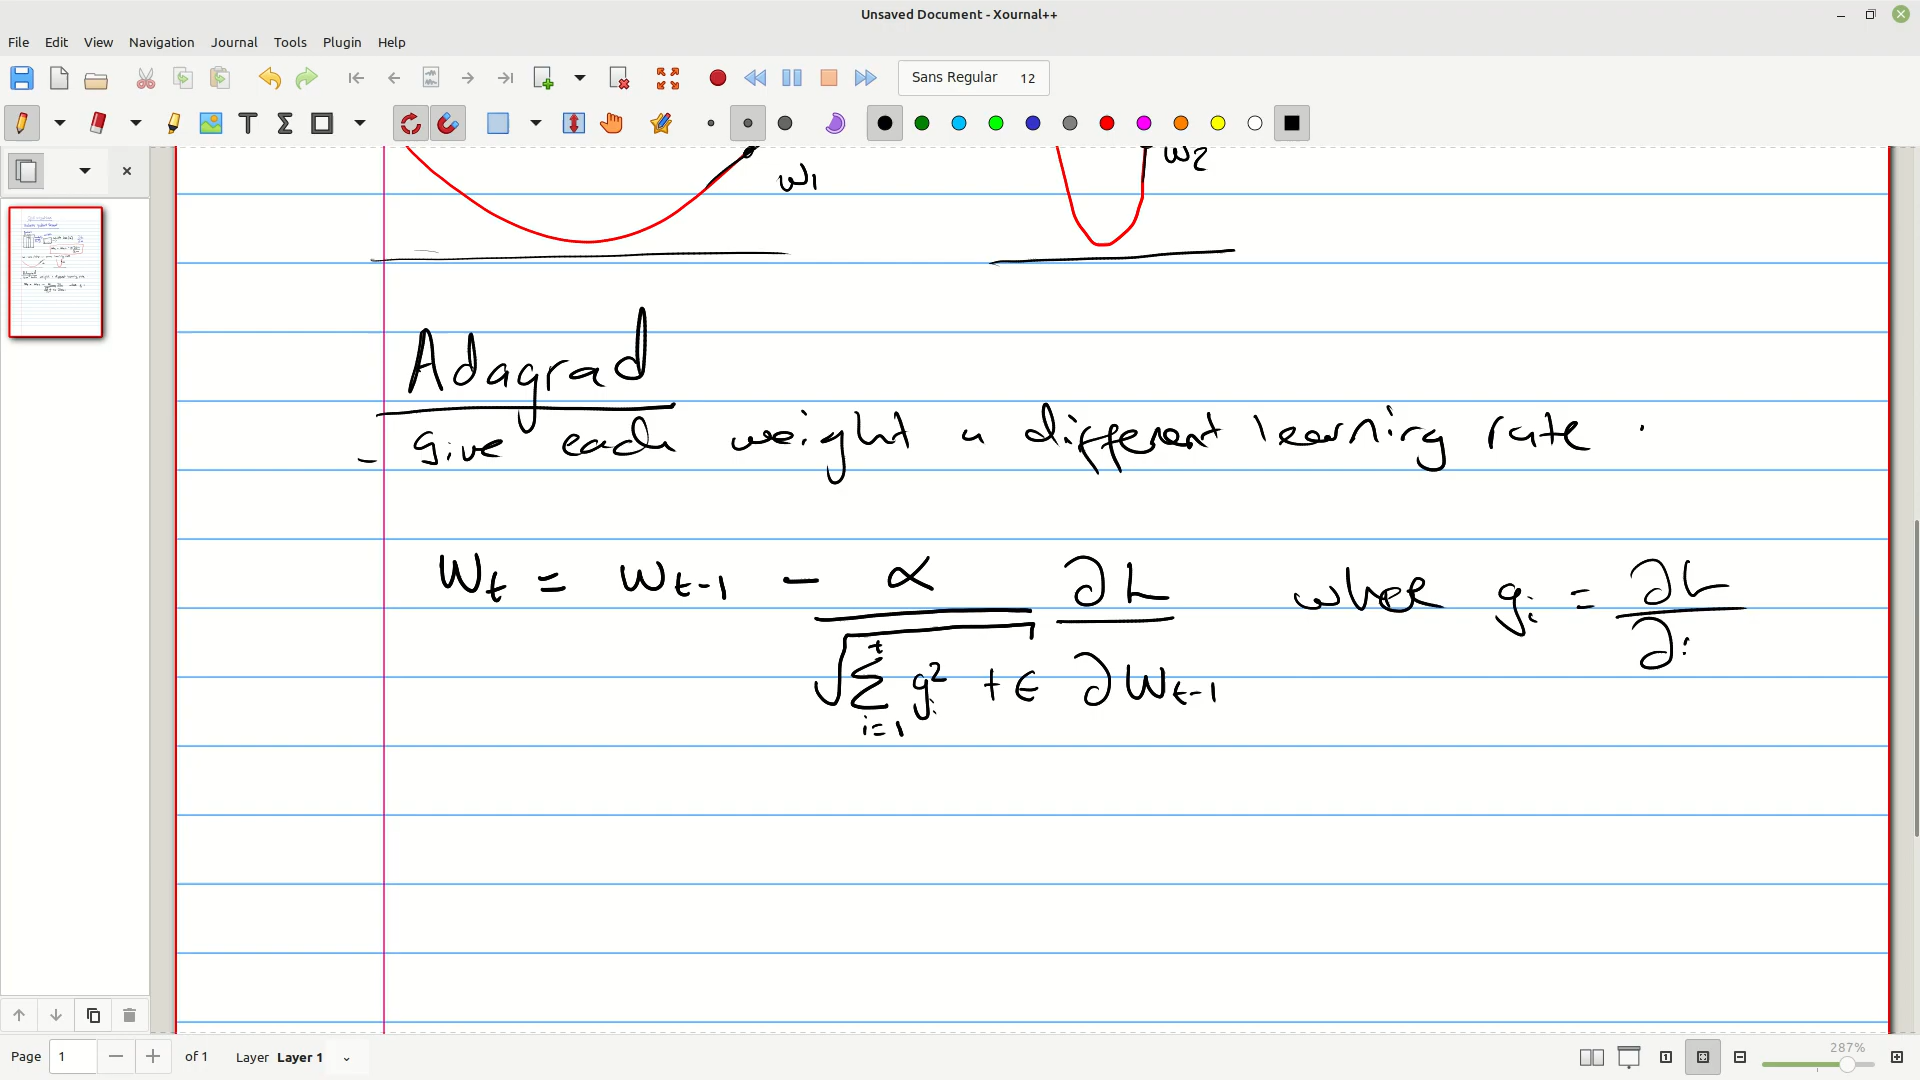 Unsaved Document - Xournal++
File Edit View Navigation Journal Tools Plugin Help
Sans Regular 12
w1
w2
Adagrad
- give each weight a different learning rate .
Wt = Wt-1 - α / √(∑ i=1 t gi² + ϵ) ∂L / ∂Wt-1 where gi = ∂L / ∂i
287%
Page 1 of 1 Layer Layer 1